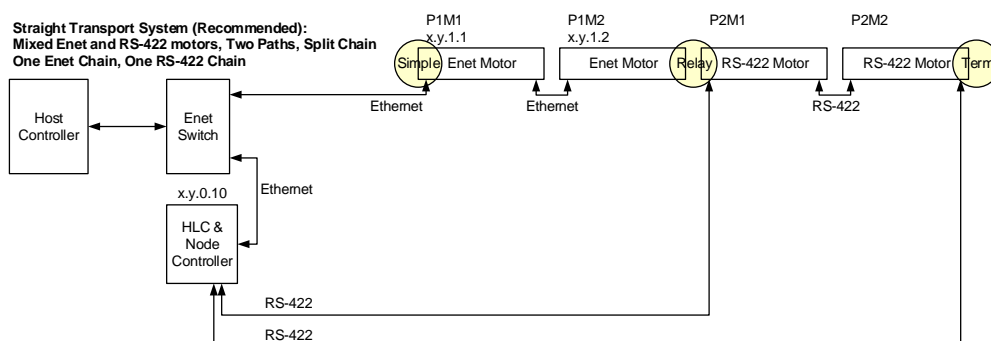 Straight Transport System (Recommended):
Mixed Enet and RS-422 motors, Two Paths, Split Chain
One Enet Chain, One RS-422 Chain
P1M1
x.y.1.1
P1M2
x.y.1.2
P2M1
P2M2
Simple
Enet Motor
Enet Motor
Relay
RS-422 Motor
RS-422 Motor
Term
Ethernet
Ethernet
RS-422
Host
Controller
Enet
Switch
Ethernet
x.y.0.10
HLC &
Node
Controller
RS-422
RS-422